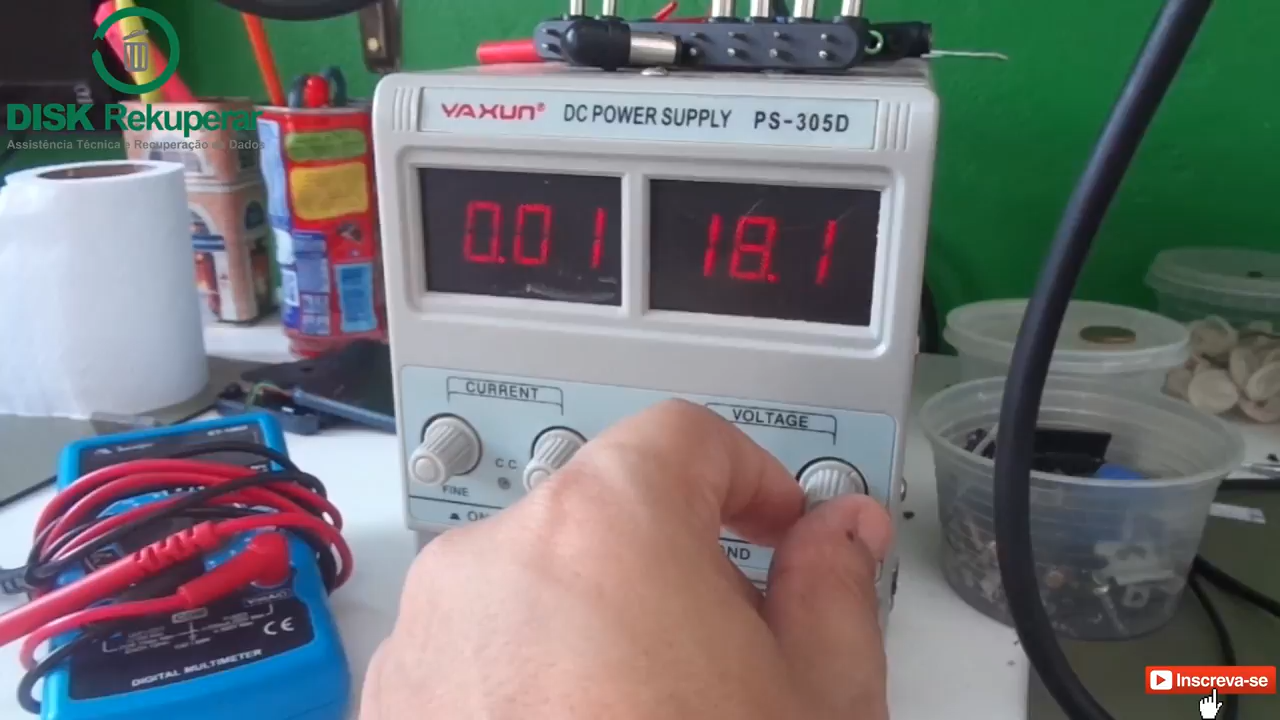 DISK Rekuperar
Assistência Técnica e Recuperação de Dados
YAXUN® DC POWER SUPPLY PS-305D
0.01 18.1
CURRENT
VOLTAGE
C.C
FINE
ON
DIGITAL MULTIMETER
CE
Inscreva-se